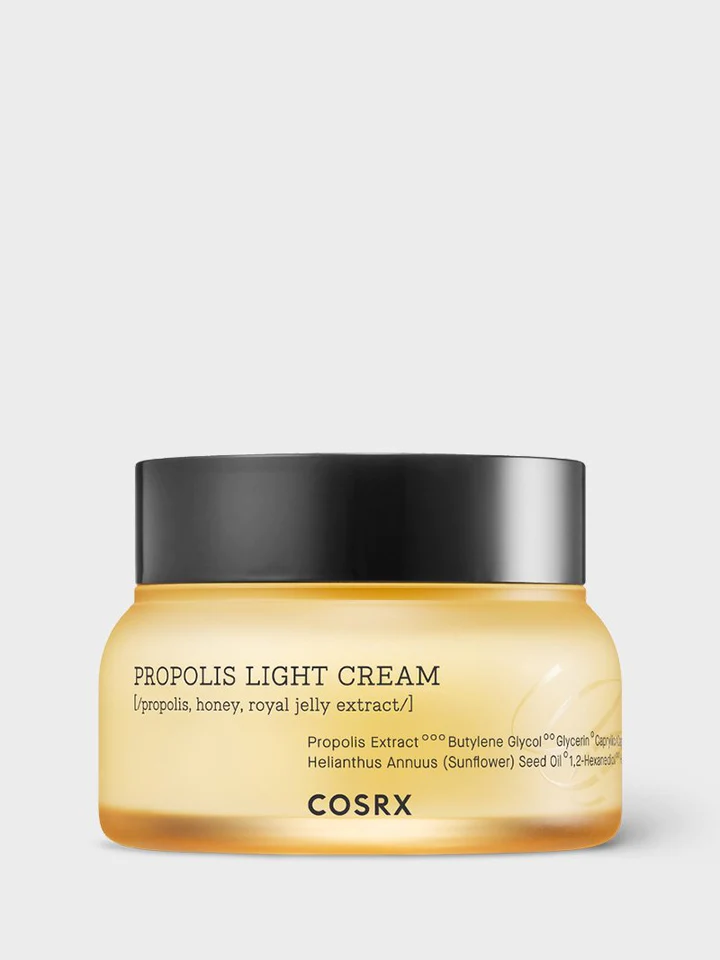 PROPOLIS LIGHT CREAM
[/propolis, honey, royal jelly extract/]
Propolis Extract°°° Butylene Glycol°° Glycerin°
Helianthus Annuus (Sunflower) Seed Oil° 1,2-Hexanediol°°
COSRX